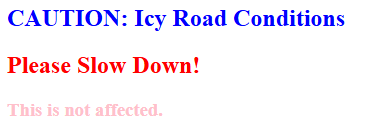 CAUTION: Icy Road Conditions
Please Slow Down!
This is not affected.